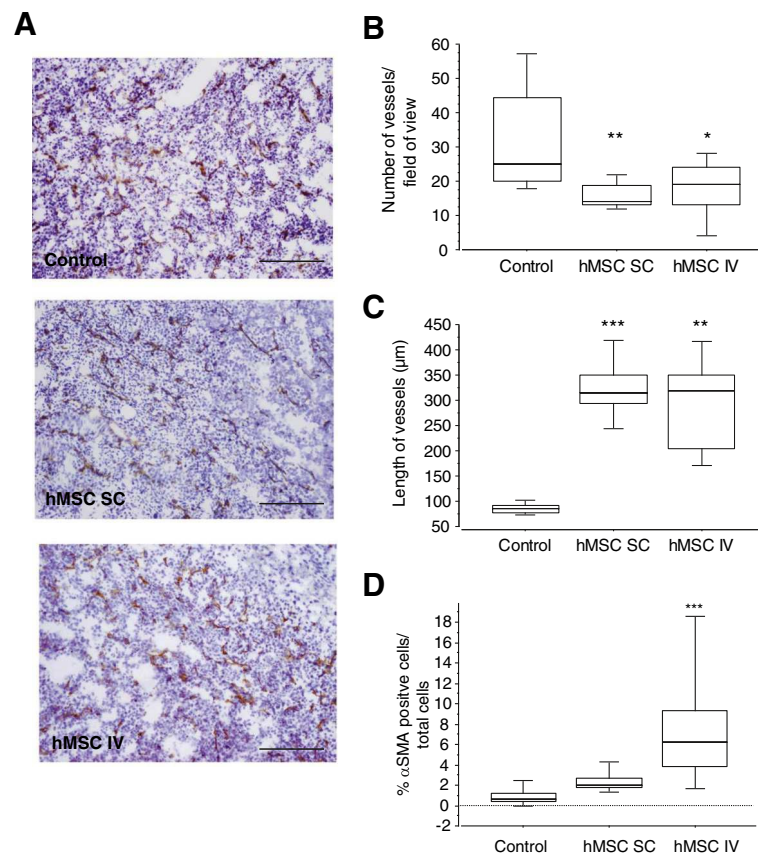 A
Control
hMSC SC
hMSC IV
B
Number of vessels/
field of view
60
50
40
30
20
10
0
**
*
Control hMSC SC hMSC IV
C
Length of vessels (µm)
450
400
350
300
250
200
150
100
50
***
**
Control hMSC SC hMSC IV
D
% αSMA positve cells/
total cells
18
16
14
12
10
8
6
4
2
0
-2
***
Control hMSC SC hMSC IV